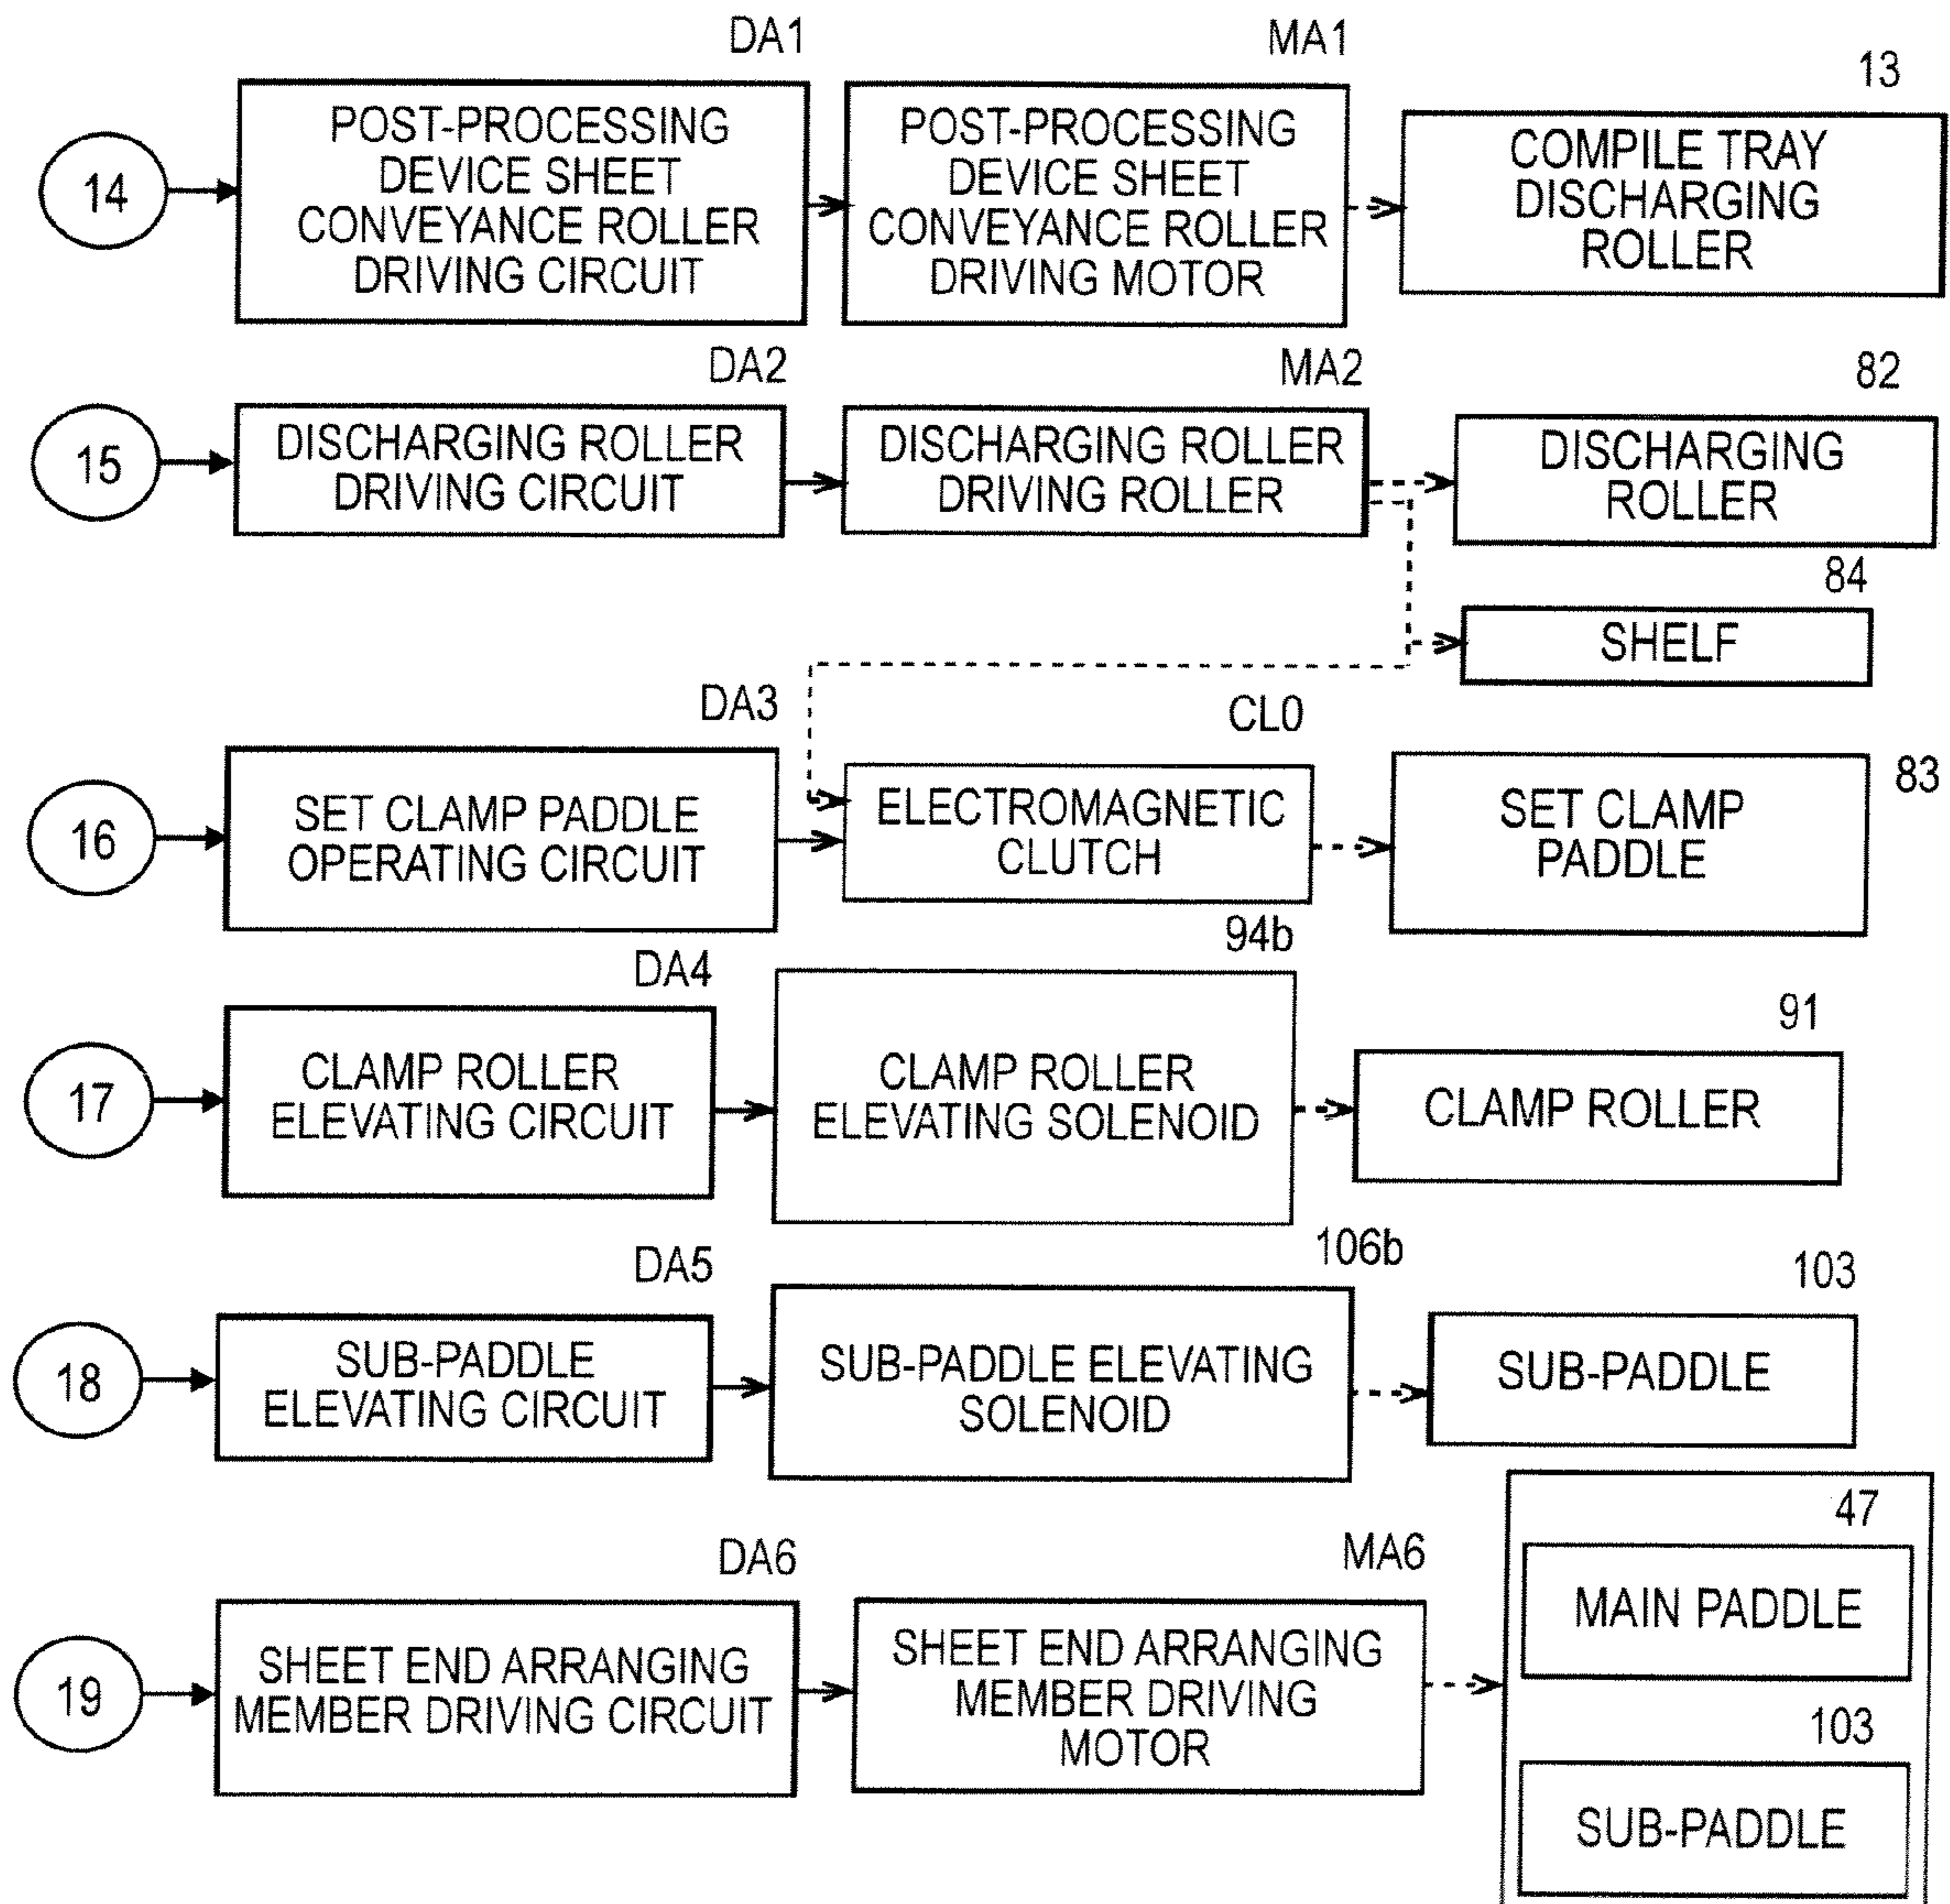 DA1
MA1
13
14
POST-PROCESSING
DEVICE SHEET
CONVEYANCE ROLLER
DRIVING CIRCUIT
POST-PROCESSING
DEVICE SHEET
CONVEYANCE ROLLER
DRIVING MOTOR
COMPILE TRAY
DISCHARGING
ROLLER
DA2
MA2
82
15
DISCHARGING ROLLER
DRIVING CIRCUIT
DISCHARGING ROLLER
DRIVING ROLLER
DISCHARGING
ROLLER
84
SHELF
DA3
CL0
83
16
SET CLAMP PADDLE
OPERATING CIRCUIT
ELECTROMAGNETIC
CLUTCH
SET CLAMP
PADDLE
DA4
94b
91
17
CLAMP ROLLER
ELEVATING CIRCUIT
CLAMP ROLLER
ELEVATING SOLENOID
CLAMP ROLLER
DA5
106b
103
18
SUB-PADDLE
ELEVATING CIRCUIT
SUB-PADDLE ELEVATING
SOLENOID
SUB-PADDLE
DA6
MA6
47
19
SHEET END ARRANGING
MEMBER DRIVING CIRCUIT
SHEET END ARRANGING
MEMBER DRIVING
MOTOR
MAIN PADDLE
103
SUB-PADDLE